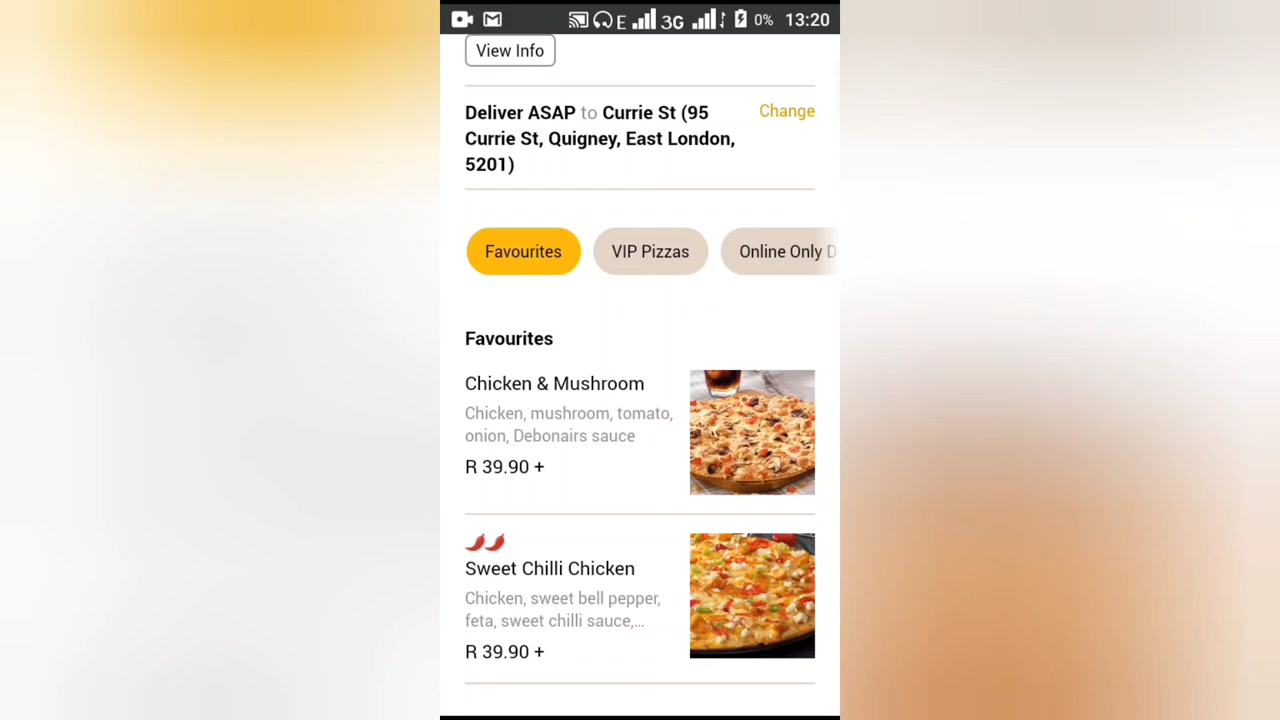 E 3G 0% 13:20
View Info
Deliver ASAP to Currie St (95
Currie St, Quigney, East London,
5201)
Change
Favourites
VIP Pizzas
Online Only D
Favourites
Chicken & Mushroom
Chicken, mushroom, tomato,
onion, Debonairs sauce
R 39.90 +
Sweet Chilli Chicken
Chicken, sweet bell pepper,
feta, sweet chilli sauce,...
R 39.90 +